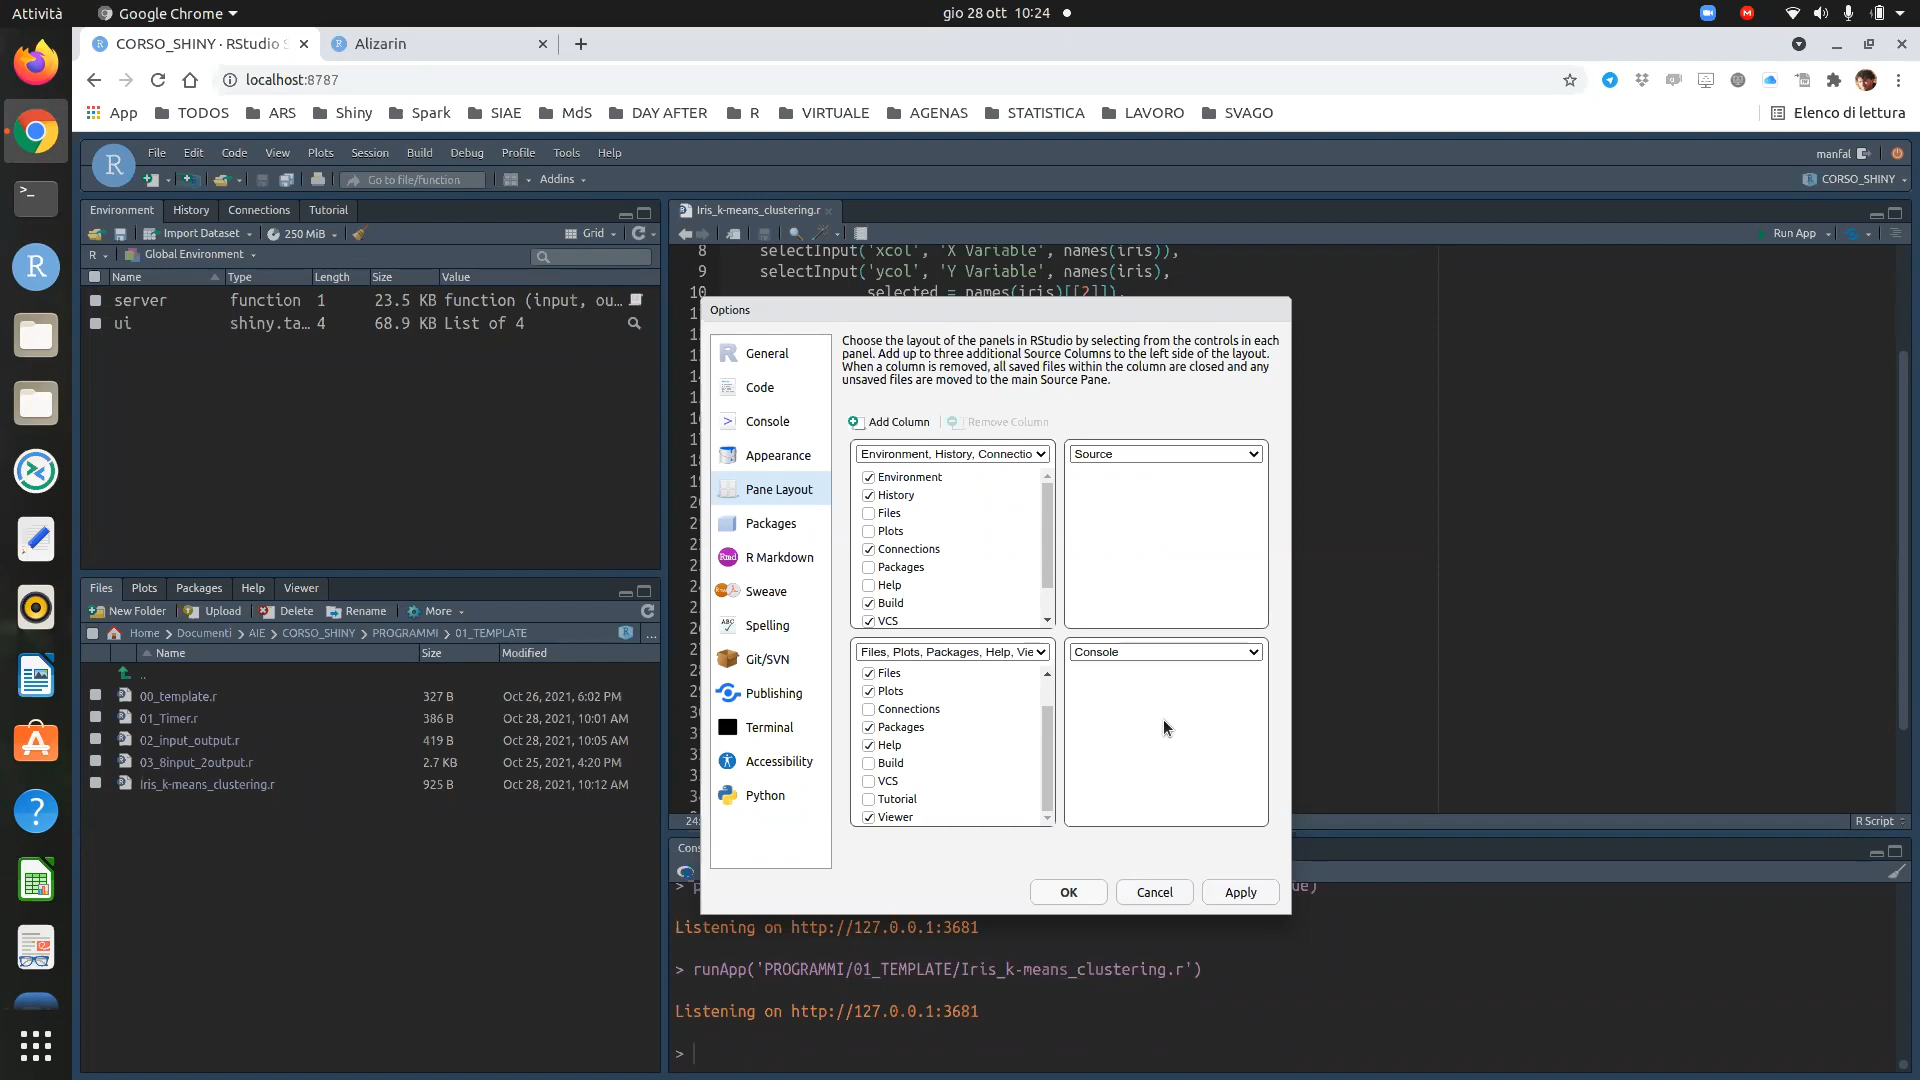 Attività
Google Chrome
gio 28 ott 10:24
CORSO_SHINY · RStudio S
Alizarin
localhost:8787
App
TODOS
ARS
Shiny
Spark
SIAE
MdS
DAY AFTER
R
VIRTUALE
AGENAS
STATISTICA
LAVORO
SVAGO
Elenco di lettura
R
File Edit Code View Plots Session Build Debug Profile Tools Help
manfal
Go to file/function
Addins
CORSO_SHINY
Environment History Connections Tutorial
Import Dataset
250 MiB
Grid
R
Global Environment
Name Type Length Size Value
server function 1 23.5 KB function (input, ou…
ui shiny.ta… 4 68.9 KB List of 4
Files Plots Packages Help Viewer
New Folder Upload Delete Rename More
Home Documenti AIE CORSO_SHINY PROGRAMMI 01_TEMPLATE ...
Name Size Modified
..
00_template.r 327 B Oct 26, 2021, 6:02 PM
01_Timer.r 386 B Oct 28, 2021, 10:01 AM
02_input_output.r 419 B Oct 28, 2021, 10:05 AM
03_8input_2output.r 2.7 KB Oct 25, 2021, 4:20 PM
Iris_k-means_clustering.r 925 B Oct 28, 2021, 10:12 AM
Iris_k-means_clustering.r
Run App
8 selectInput('xcol', 'X Variable', names(iris)),
9 selectInput('ycol', 'Y Variable', names(iris),
10 selected = names(iris)[[2]]),
R Script
Options
General
Code
Console
Appearance
Pane Layout
Packages
R Markdown
Sweave
Spelling
Git/SVN
Publishing
Terminal
Accessibility
Python
Choose the layout of the panels in RStudio by selecting from the controls in each
panel. Add up to three additional Source Columns to the left side of the layout.
When a column is removed, all saved files within the column are closed and any
unsaved files are moved to the main Source Pane.
Add Column
Remove Column
Environment, History, Connectio
Environment
History
Files
Plots
Connections
Packages
Help
Build
VCS
Source
Files, Plots, Packages, Help, Vie
Files
Plots
Connections
Packages
Help
Build
VCS
Tutorial
Viewer
Console
OK
Cancel
Apply
Listening on http://127.0.0.1:3681
> runApp('PROGRAMMI/01_TEMPLATE/Iris_k-means_clustering.r')
Listening on http://127.0.0.1:3681
>